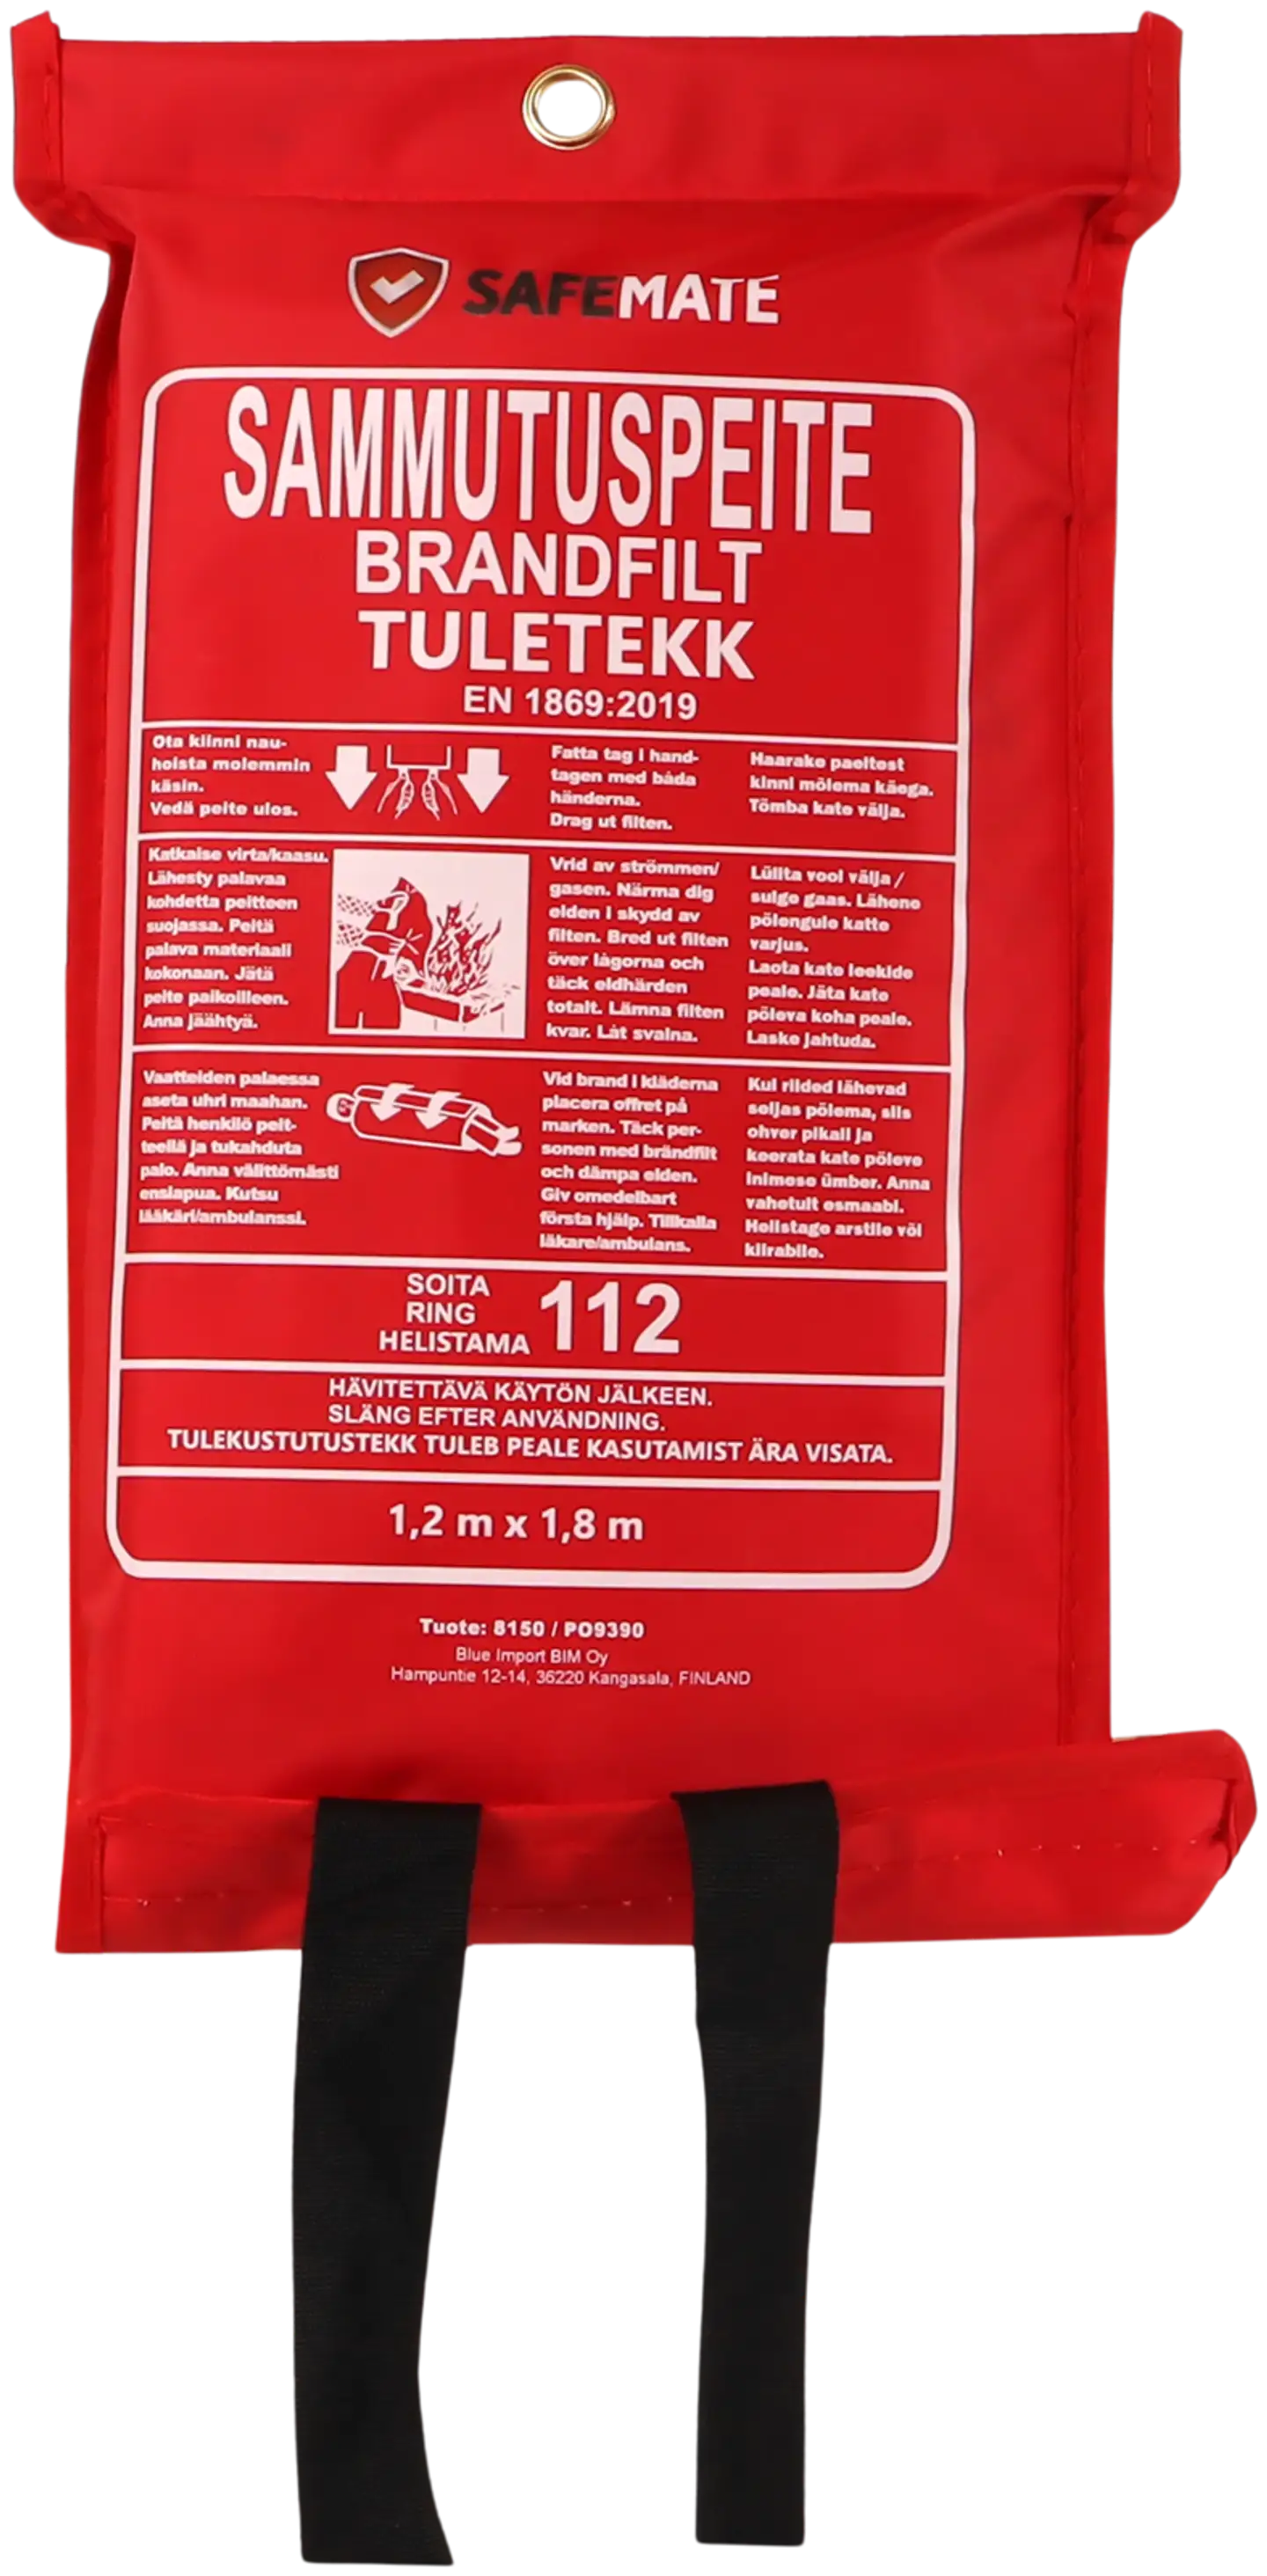 SAFEMATE
SAMMUTUSPEITE
BRANDFILT
TULETEKK
EN 1869:2019
Ota kiinni nau-
hoista molemmin
käsin.
Vedä peite ulos.
Fatta tag i hand-
tagen med båda
händerna.
Drag ut filten.
Haarake paeltest
kinni mõlema käega.
Tõmba kate välja.
Katkaise virta/kaasu.
Lähesty palavaa
kohdetta peitteen
suojassa. Peitä
palava materiaali
kokonaan. Jätä
peite paikoilleen.
Anna jäähtyä.
Vrid av strömmen/
gasen. Närma dig
elden i skydd av
filten. Bred ut filten
över lågorna och
täck eldhärden
totalt. Lämna filten
kvar. Låt svalna.
Lülita vool välja /
sulge gaas. Lähene
põlengule katte
varjus.
Laota kate leekide
peale. Jäta kate
põleva koha peale.
Laske jahtuda.
Vaatteiden palaessa
aseta uhri maahan.
Peitä henkilö peit-
teellä ja tukahduta
palo. Anna välittömästi
ensiapua. Kutsu
lääkäri/ambulanssi.
Vid brand i kläderna
placera offret på
marken. Täck per-
sonen med brändfilt
och dämpa elden.
Giv omedelbart
första hjälp. Tillkalla
läkare/ambulans.
Kui riided lähevad
seljas põlema, siis
ohver pikali ja
keerata kate põleve
inimese ümber. Anna
vahetult esmaabi.
Helistage arstile või
kiirabile.
SOITA
RING
HELISTAMA
112
HÄVITETTÄVÄ KÄYTÖN JÄLKEEN.
SLÄNG EFTER ANVÄNDNING.
TULEKUSTUTUSTEKK TULEB PEALE KASUTAMIST ÄRA VISATA.
1,2 m x 1,8 m
Tuote: 8150 / PO9390
Blue Import BIM Oy
Hampuntie 12-14, 36220 Kangasala, FINLAND